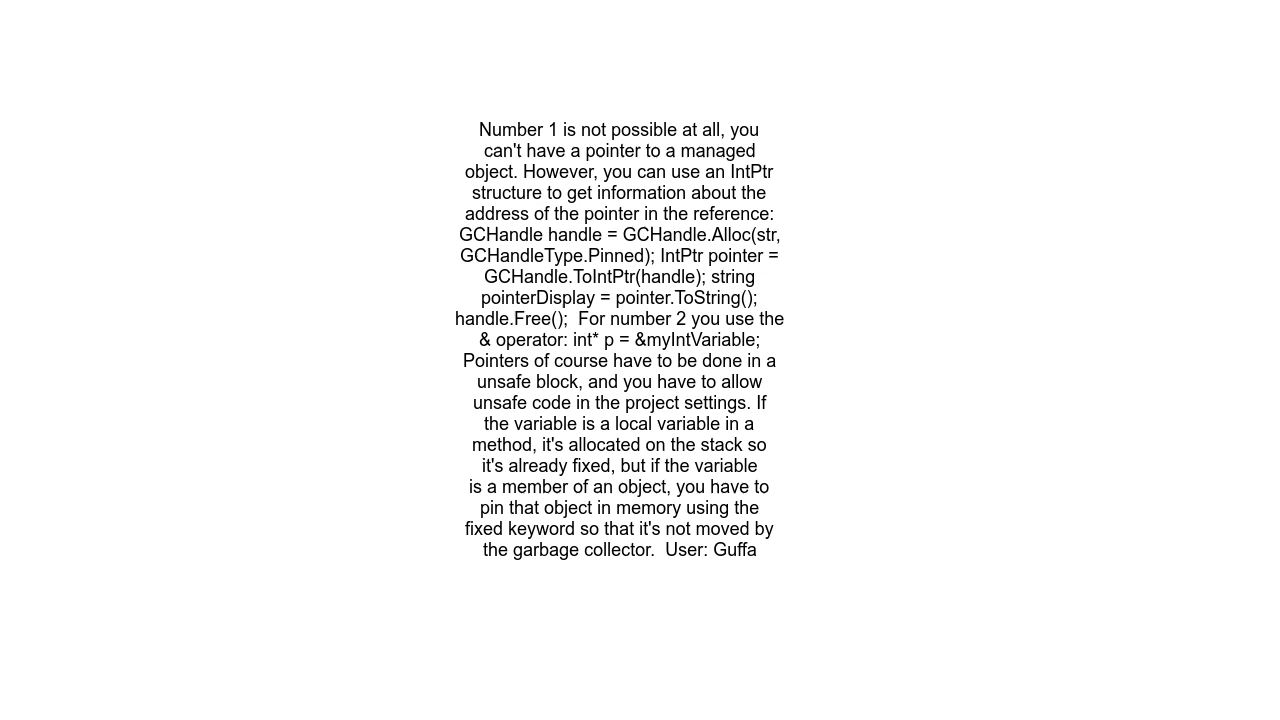 Number 1 is not possible at all, you
can't have a pointer to a managed
object. However, you can use an IntPtr
structure to get information about the
address of the pointer in the reference:
GCHandle handle = GCHandle.Alloc(str,
GCHandleType.Pinned); IntPtr pointer =
GCHandle.ToIntPtr(handle); string
pointerDisplay = pointer.ToString();
handle.Free();  For number 2 you use the
& operator: int* p = &myIntVariable;
Pointers of course have to be done in a
unsafe block, and you have to allow
unsafe code in the project settings. If
the variable is a local variable in a
method, it's allocated on the stack so
it's already fixed, but if the variable
is a member of an object, you have to
pin that object in memory using the
fixed keyword so that it's not moved by
the garbage collector.  User: Guffa